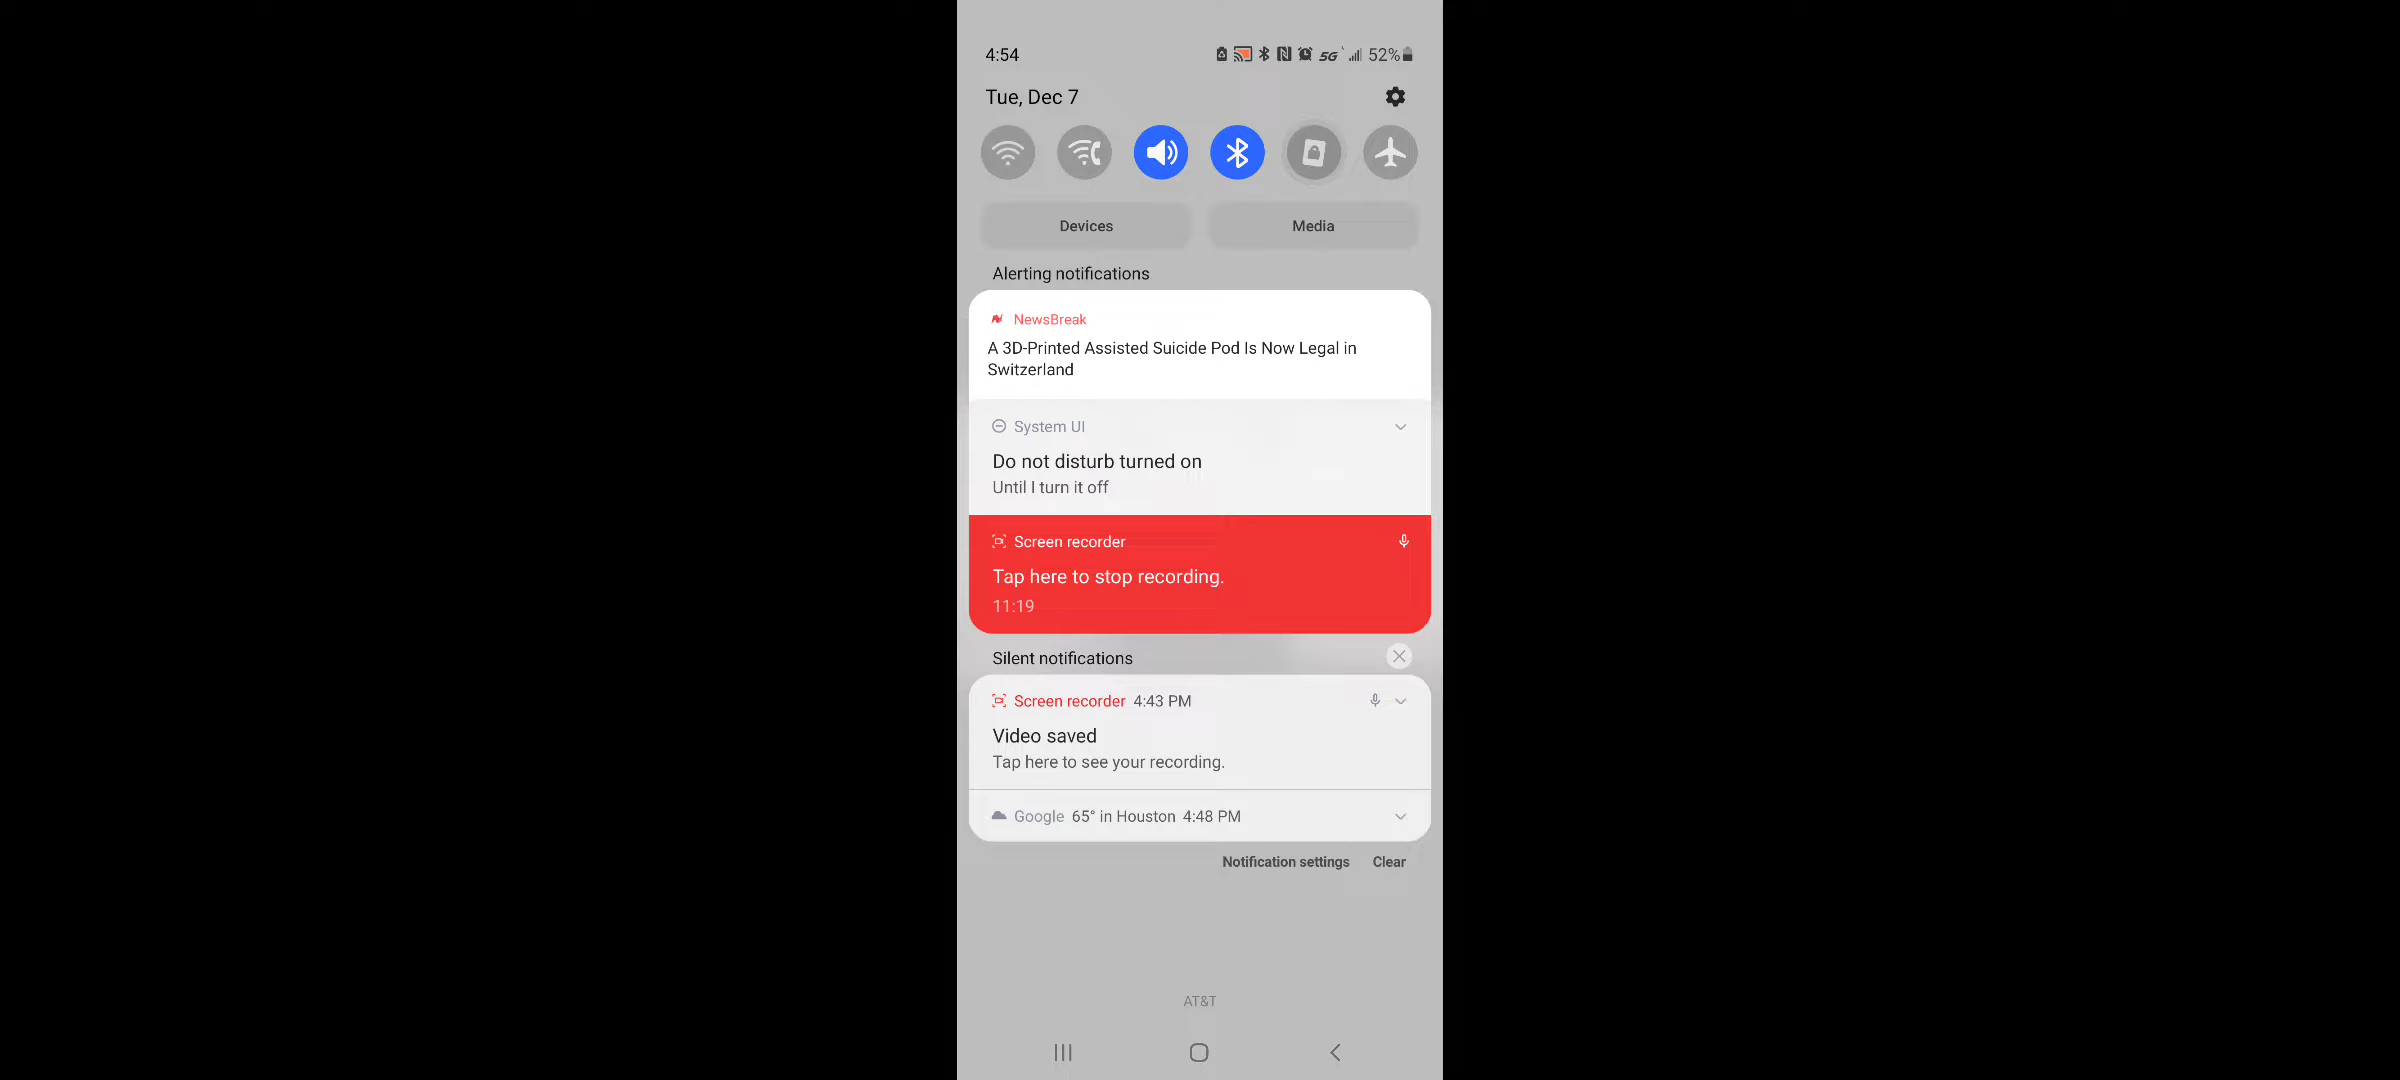 4:54
5G 52%
Tue, Dec 7
Devices
Media
Alerting notifications
NewsBreak
A 3D-Printed Assisted Suicide Pod Is Now Legal in
Switzerland
System UI
Do not disturb turned on
Until I turn it off
Screen recorder
Tap here to stop recording.
11:19
Silent notifications
Screen recorder 4:43 PM
Video saved
Tap here to see your recording.
Google 65° in Houston 4:48 PM
Notification settings Clear
AT&T